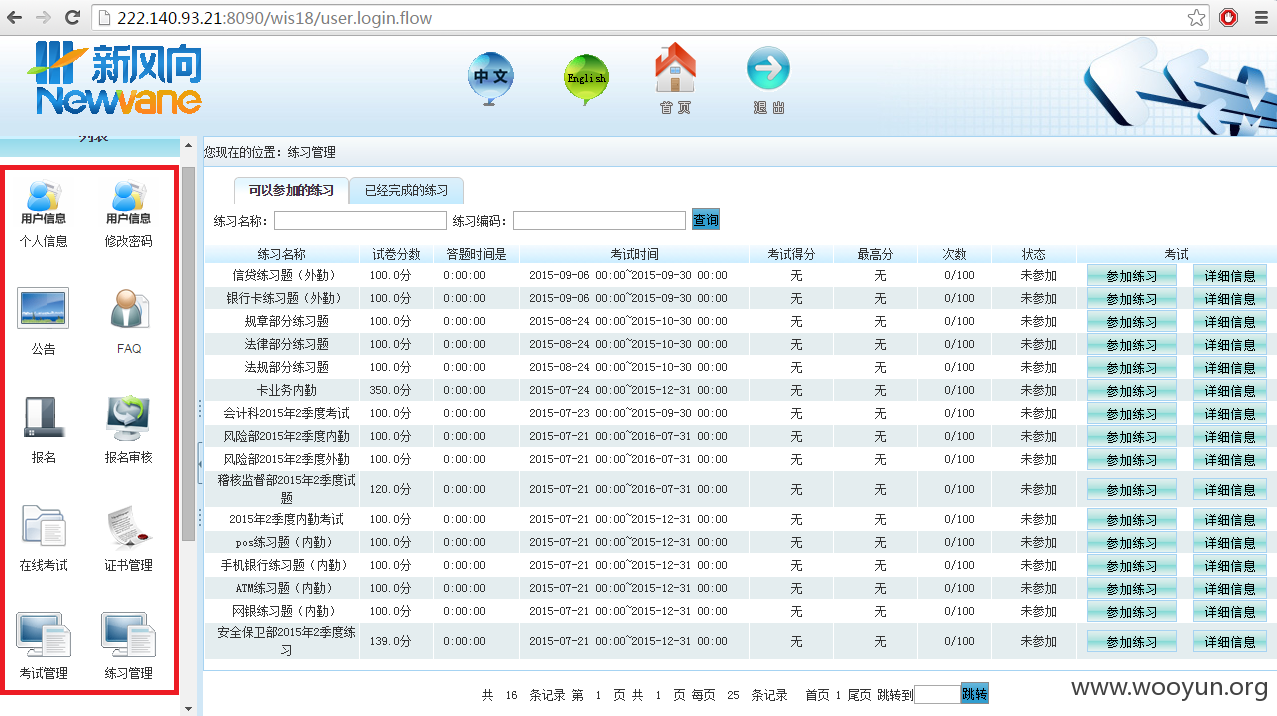 222.140.93.21:8090/wis18/user.login.flow
新风向
Newvane
中文
English
首 页
退 出
列表
用户信息 用户信息
个人信息 修改密码
公告 FAQ
报名 报名审核
在线考试 证书管理
考试管理 练习管理
您现在的位置：练习管理
可以参加的练习 已经完成的练习
练习名称： 练习编码： 查询
练习名称 试卷分数 答题时间是 考试时间 考试得分 最高分 次数 状态 考试
信贷练习题（外勤） 100.0分 0:00:00 2015-09-06 00:00~2015-09-30 00:00 无 无 0/100 未参加 参加练习 详细信息
银行卡练习题（外勤） 100.0分 0:00:00 2015-09-06 00:00~2015-09-30 00:00 无 无 0/100 未参加 参加练习 详细信息
规章部分练习题 100.0分 0:00:00 2015-08-24 00:00~2015-10-30 00:00 无 无 0/100 未参加 参加练习 详细信息
法律部分练习题 100.0分 0:00:00 2015-08-24 00:00~2015-10-30 00:00 无 无 0/100 未参加 参加练习 详细信息
法规部分练习题 100.0分 0:00:00 2015-08-24 00:00~2015-10-30 00:00 无 无 0/100 未参加 参加练习 详细信息
卡业务内勤 350.0分 0:00:00 2015-07-24 00:00~2015-12-31 00:00 无 无 0/100 未参加 参加练习 详细信息
会计科2015年2季度考试 100.0分 0:00:00 2015-07-23 00:00~2015-09-30 00:00 无 无 0/100 未参加 参加练习 详细信息
风险部2015年2季度内勤 100.0分 0:00:00 2015-07-21 00:00~2016-07-31 00:00 无 无 0/100 未参加 参加练习 详细信息
风险部2015年2季度外勤 100.0分 0:00:00 2015-07-21 00:00~2016-07-31 00:00 无 无 0/100 未参加 参加练习 详细信息
稽核监督部2015年2季度试
题 120.0分 0:00:00 2015-07-21 00:00~2016-07-31 00:00 无 无 0/100 未参加 参加练习 详细信息
2015年2季度内勤考试 100.0分 0:00:00 2015-07-21 00:00~2015-12-31 00:00 无 无 0/100 未参加 参加练习 详细信息
pos练习题（内勤） 100.0分 0:00:00 2015-07-21 00:00~2015-12-31 00:00 无 无 0/100 未参加 参加练习 详细信息
手机银行练习题（内勤） 100.0分 0:00:00 2015-07-21 00:00~2015-12-31 00:00 无 无 0/100 未参加 参加练习 详细信息
ATM练习题（内勤） 100.0分 0:00:00 2015-07-21 00:00~2015-12-31 00:00 无 无 0/100 未参加 参加练习 详细信息
网银练习题（内勤） 100.0分 0:00:00 2015-07-21 00:00~2015-12-31 00:00 无 无 0/100 未参加 参加练习 详细信息
安全保卫部2015年2季度练
习 139.0分 0:00:00 2015-07-21 00:00~2015-12-31 00:00 无 无 0/100 未参加 参加练习 详细信息
共 16 条记录 第 1 页 共 1 页 每页 25 条记录 首页 1 尾页 跳转到 跳转
www.wooyun.org